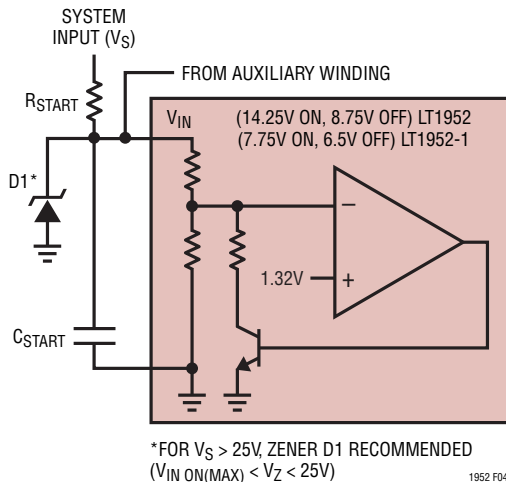 SYSTEM
INPUT (VS)
FROM AUXILIARY WINDING
RSTART
VIN
(14.25V ON, 8.75V OFF) LT1952
(7.75V ON, 6.5V OFF) LT1952-1
D1*
−
1.32V
+
CSTART
*FOR VS > 25V, ZENER D1 RECOMMENDED
(VIN ON(MAX) < VZ < 25V)
1952 F04